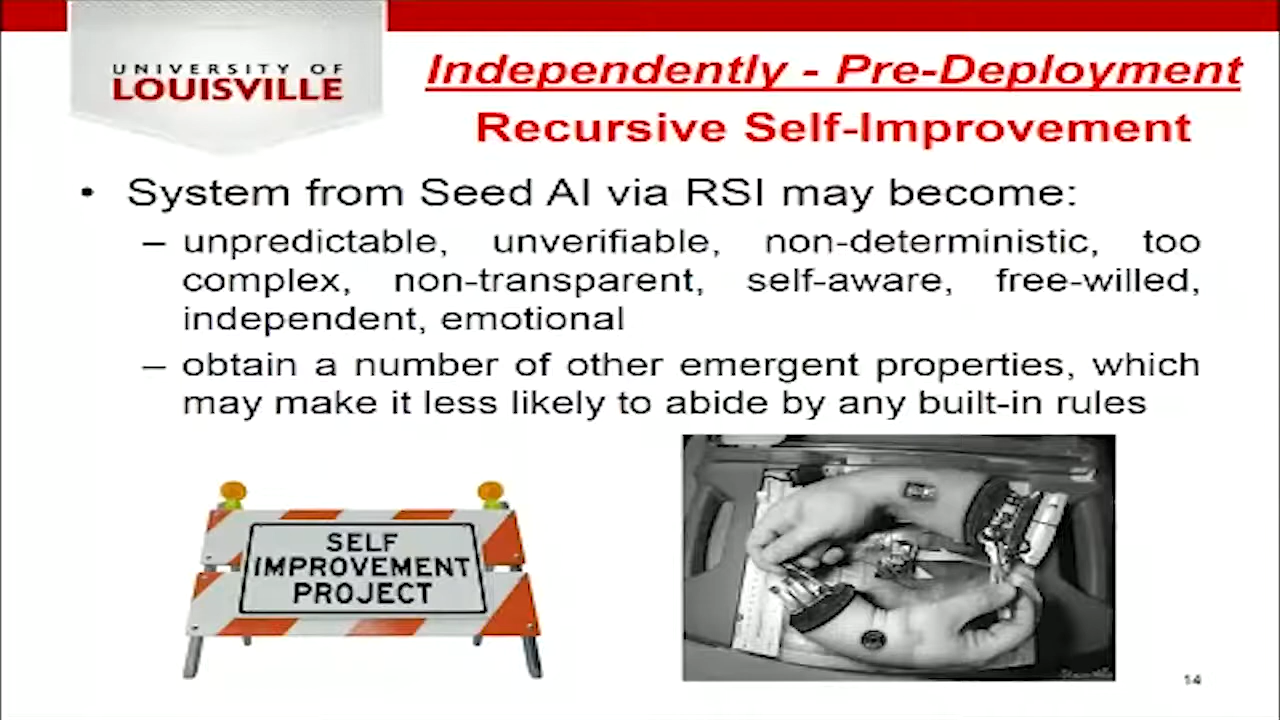 UNIVERSITY OF
LOUISVILLE
Independently - Pre-Deployment
Recursive Self-Improvement
• System from Seed AI via RSI may become:
– unpredictable, unverifiable, non-deterministic, too
complex, non-transparent, self-aware, free-willed,
independent, emotional
– obtain a number of other emergent properties, which
may make it less likely to abide by any built-in rules
SELF
IMPROVEMENT
PROJECT
14